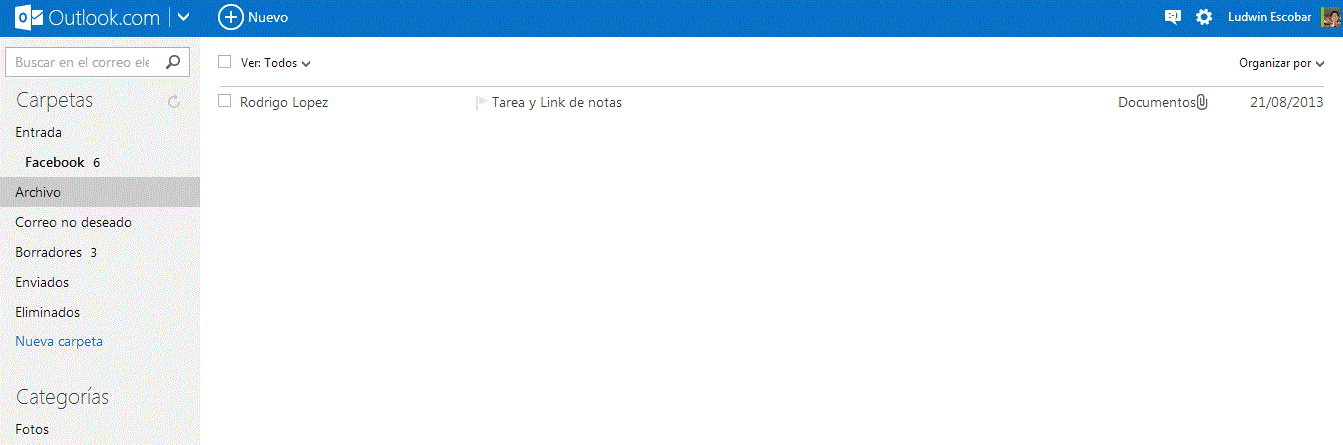 Outlook.com Nuevo Ludwin Escobar
Buscar en el correo ele
Ver: Todos Organizar por
Carpetas
Rodrigo Lopez Tarea y Link de notas Documentos 21/08/2013
Entrada
Facebook 6
Archivo
Correo no deseado
Borradores 3
Enviados
Eliminados
Nueva carpeta
Categorías
Fotos